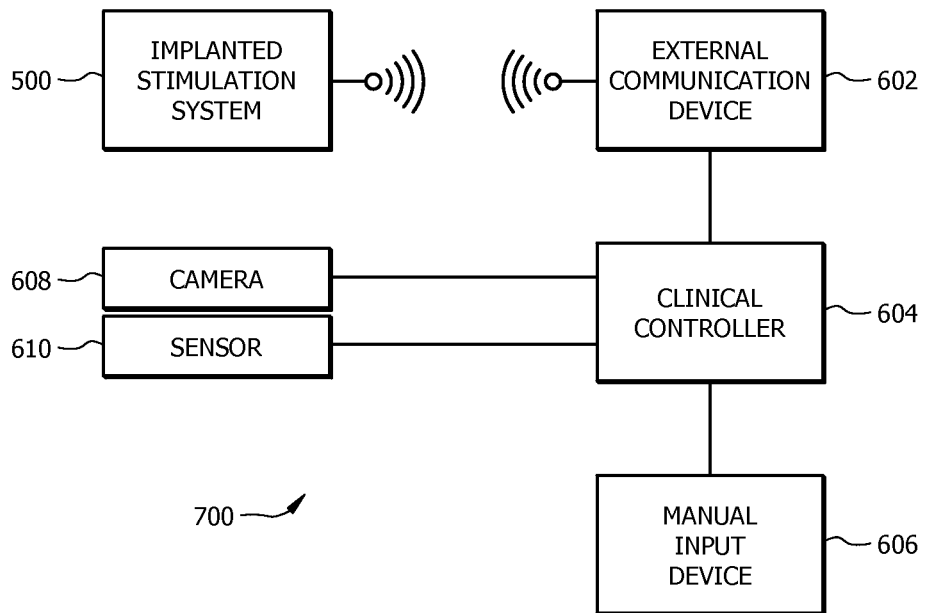 500
IMPLANTED
STIMULATION
SYSTEM
EXTERNAL
COMMUNICATION
DEVICE
602
608
CAMERA
610
SENSOR
CLINICAL
CONTROLLER
604
700
MANUAL
INPUT
DEVICE
606